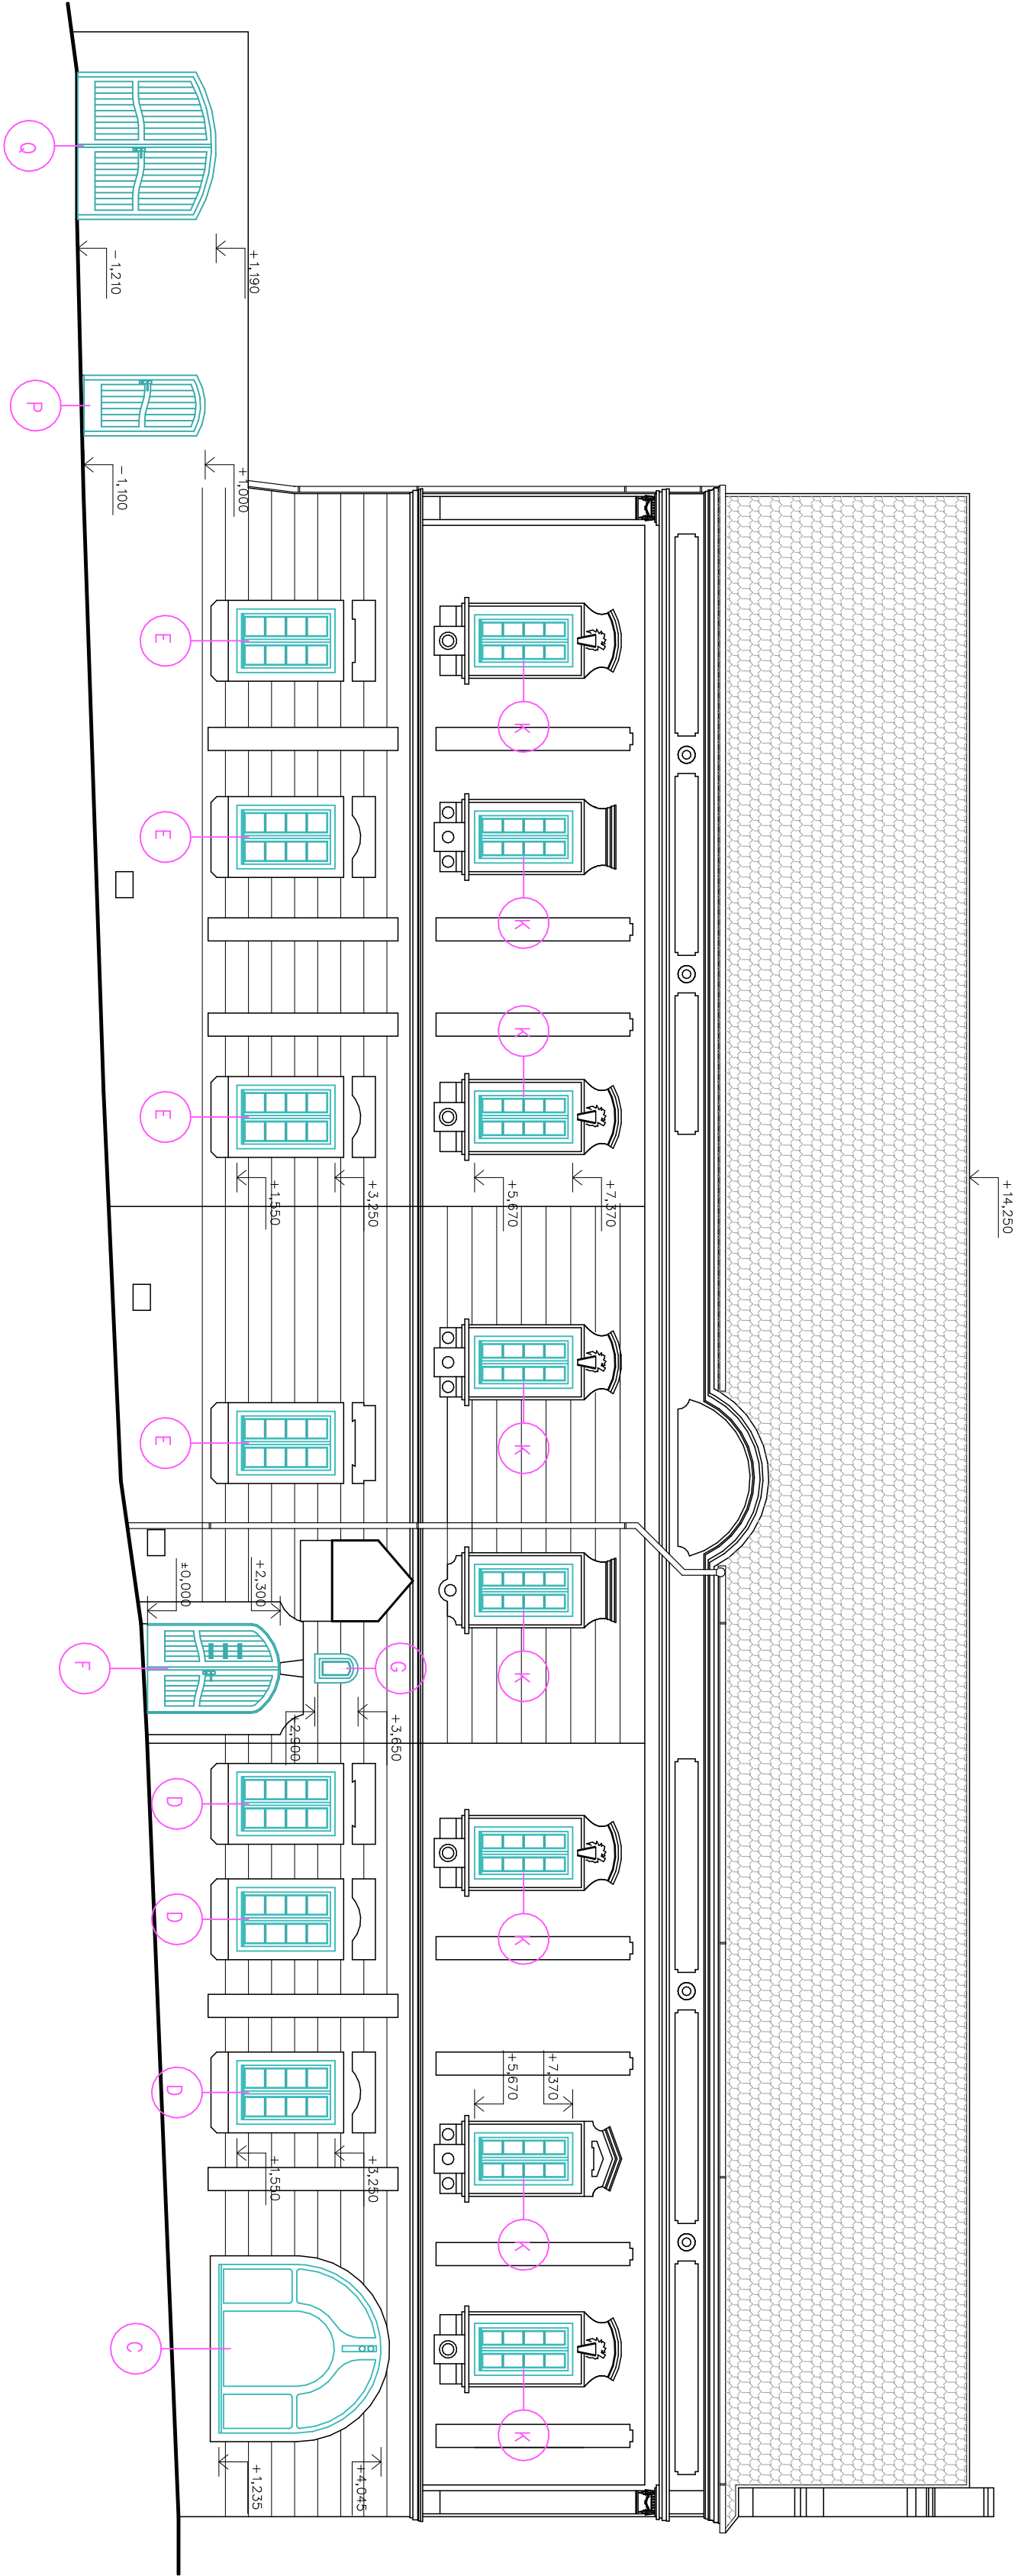 +14,250
+7,370
+7,370
+5,670
+5,670
K
K
K
K
K
K
K
K
G
+3,250
+3,650
+3,250
+4,045
+2,900
+1,190
+1,000
+1,550
+2,300
+1,550
+1,235
±0,000
E
E
E
E
D
D
D
C
-1,210
-1,100
F
Q
P